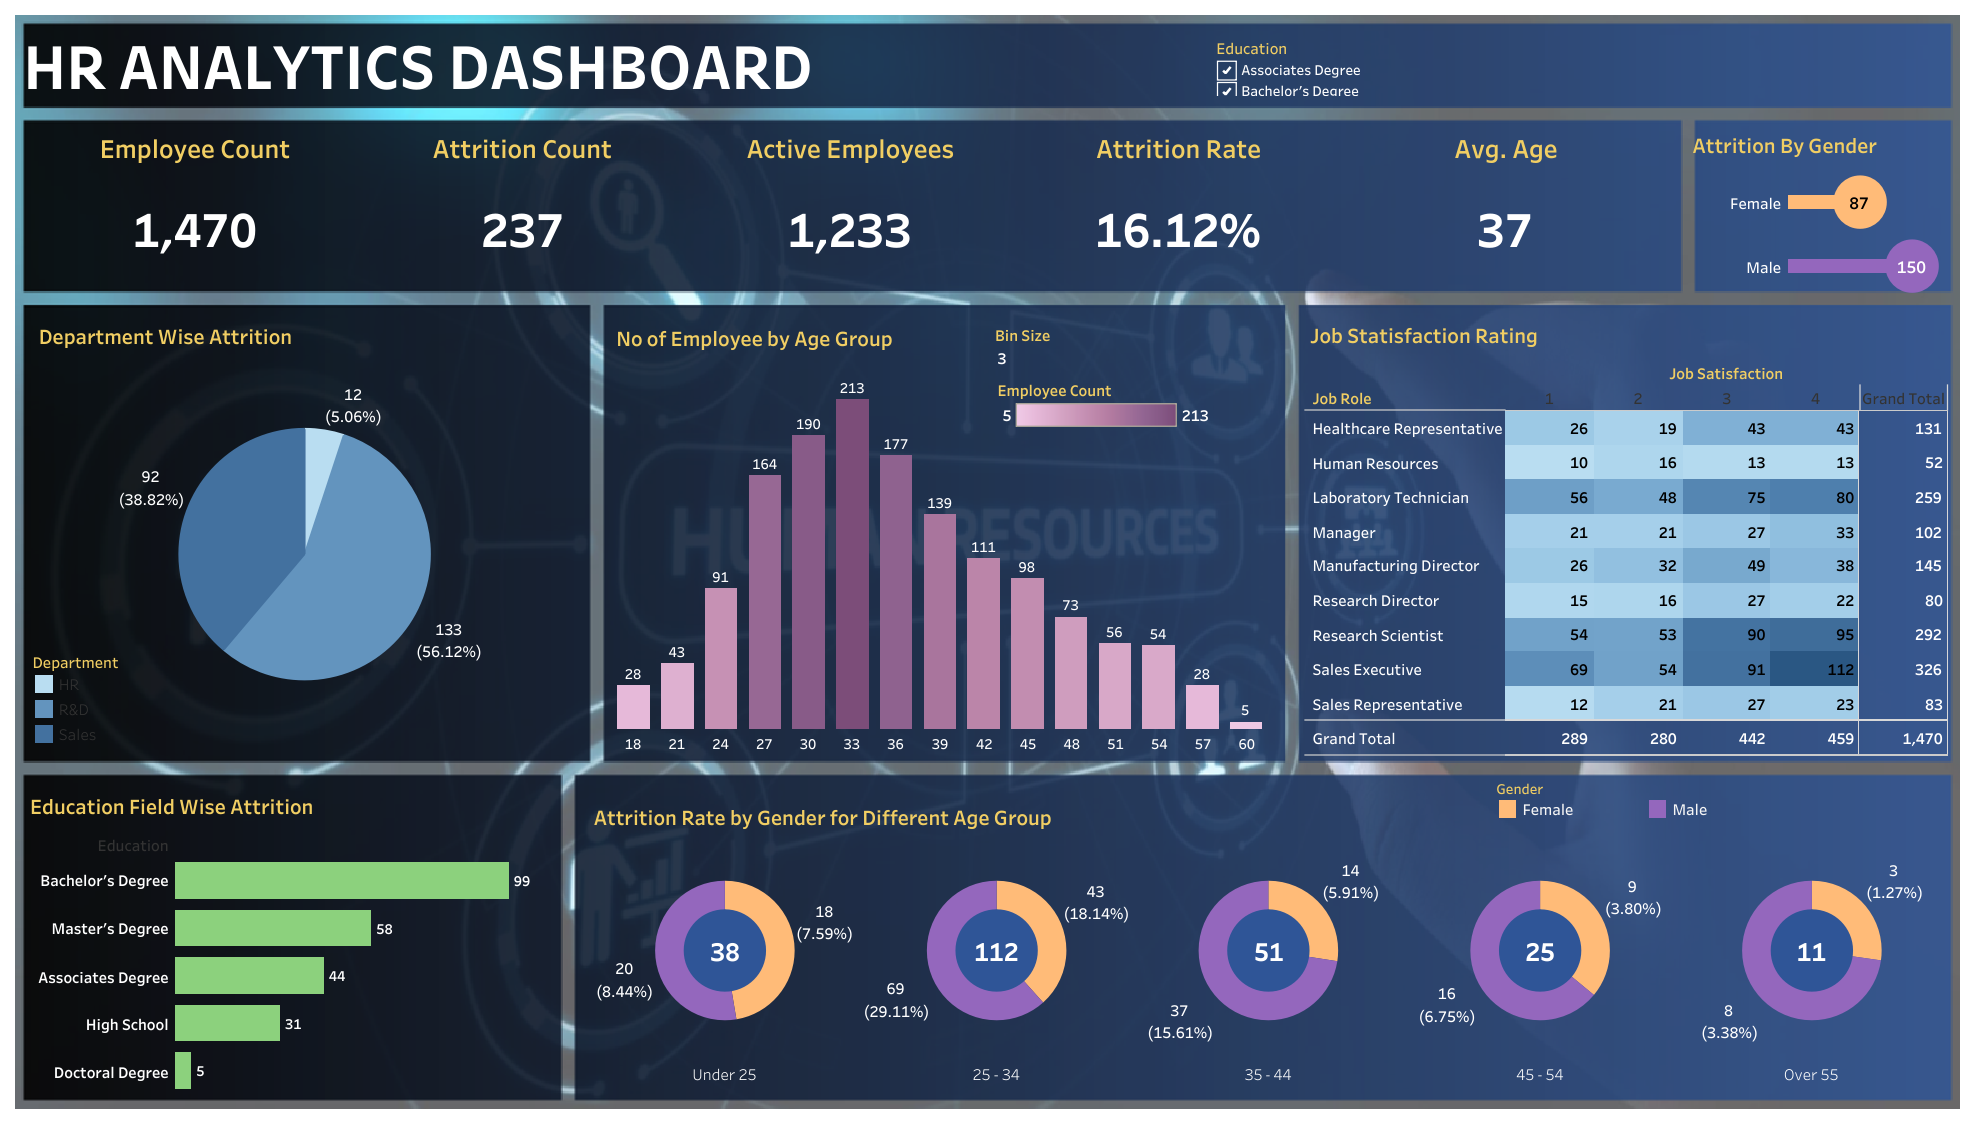 HR ANALYTICS DASHBOARD
Education
Associates Degree
Bachelor's Degree
Employee Count
Attrition Count
Active Employees
Attrition Rate
Avg. Age
1,470
237
1,233
16.12%
37
Attrition By Gender
Female 87
Male 150
Department Wise Attrition
12
(5.06%)
92
(38.82%)
133
(56.12%)
Department
HR
R&D
Sales
No of Employee by Age Group
Bin Size
3
Employee Count
5 213
28 43 91 164 190 213 177 139 111 98 73 56 54 28 5
18 21 24 27 30 33 36 39 42 45 48 51 54 57 60
HUMAN RESOURCES
Job Statisfaction Rating
Job Satisfaction
Job Role 1 2 3 4 Grand Total
Healthcare Representative 26 19 43 43 131
Human Resources 10 16 13 13 52
Laboratory Technician 56 48 75 80 259
Manager 21 21 27 33 102
Manufacturing Director 26 32 49 38 145
Research Director 15 16 27 22 80
Research Scientist 54 53 90 95 292
Sales Executive 69 54 91 112 326
Sales Representative 12 21 27 23 83
Grand Total 289 280 442 459 1,470
Education Field Wise Attrition
Education
Bachelor's Degree 99
Master's Degree 58
Associates Degree 44
High School 31
Doctoral Degree 5
Attrition Rate by Gender for Different Age Group
Gender
Female Male
38
18
(7.59%)
20
(8.44%)
Under 25
112
43
(18.14%)
69
(29.11%)
25 - 34
51
14
(5.91%)
37
(15.61%)
35 - 44
25
9
(3.80%)
16
(6.75%)
45 - 54
11
3
(1.27%)
8
(3.38%)
Over 55